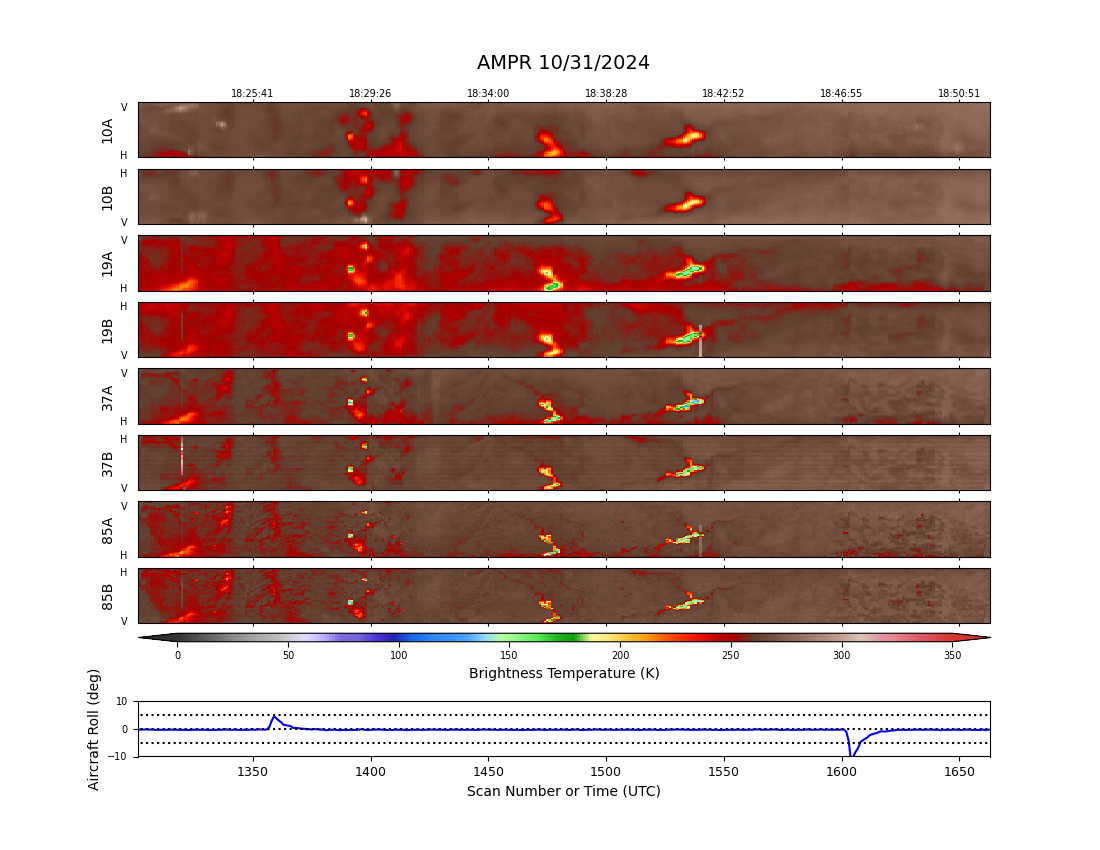 AMPR 10/31/2024
18:25:41 18:29:26 18:34:00 18:38:28 18:42:52 18:46:55 18:50:51
V
10A
H
H
10B
V
V
19A
H
H
19B
V
V
37A
H
H
37B
V
V
85A
H
H
85B
V
0 50 100 150 200 250 300 350
Brightness Temperature (K)
Aircraft Roll (deg)
10
0
−10
1350 1400 1450 1500 1550 1600 1650
Scan Number or Time (UTC)